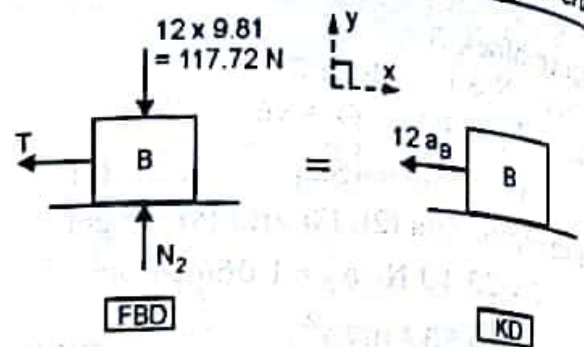 12 x 9.81
= 117.72 N
y
x
T
B
=
12 aB
B
N2
FBD
KD